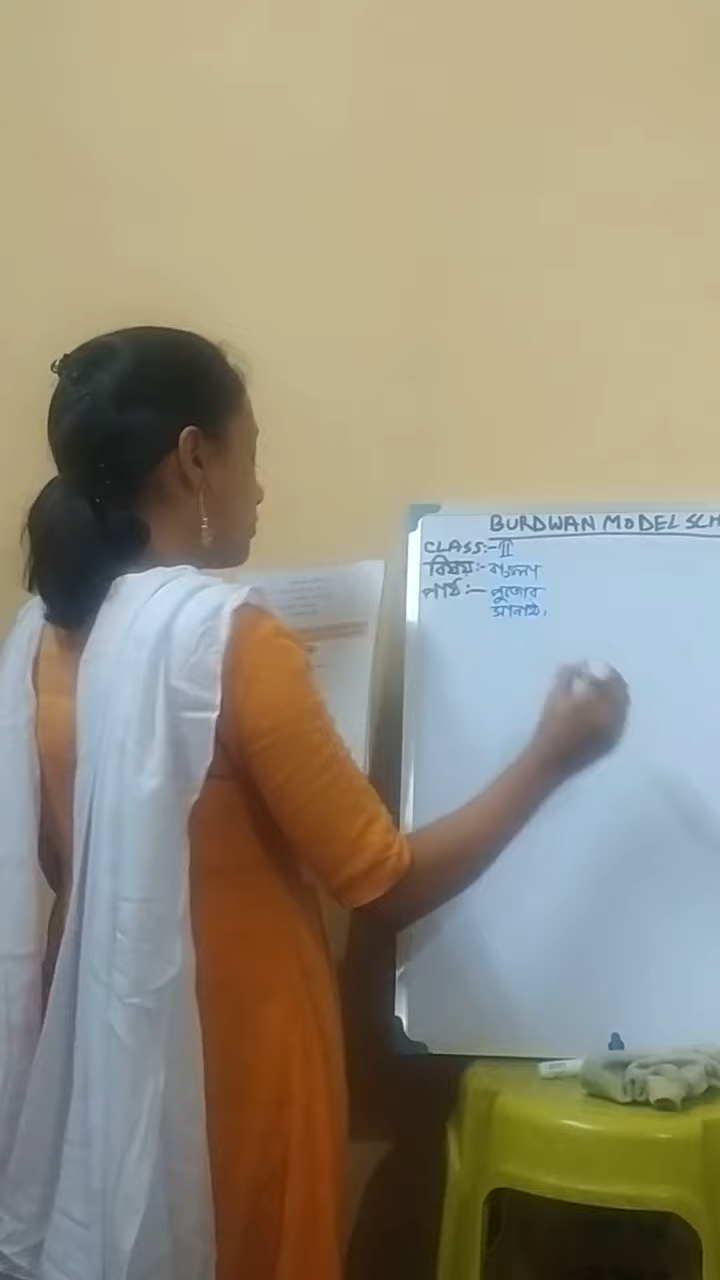 BURDWAN MODEL SCH
CLASS:-II
বিষয়:- বাংলা
পাঠ:- পুজোর
সানাই।